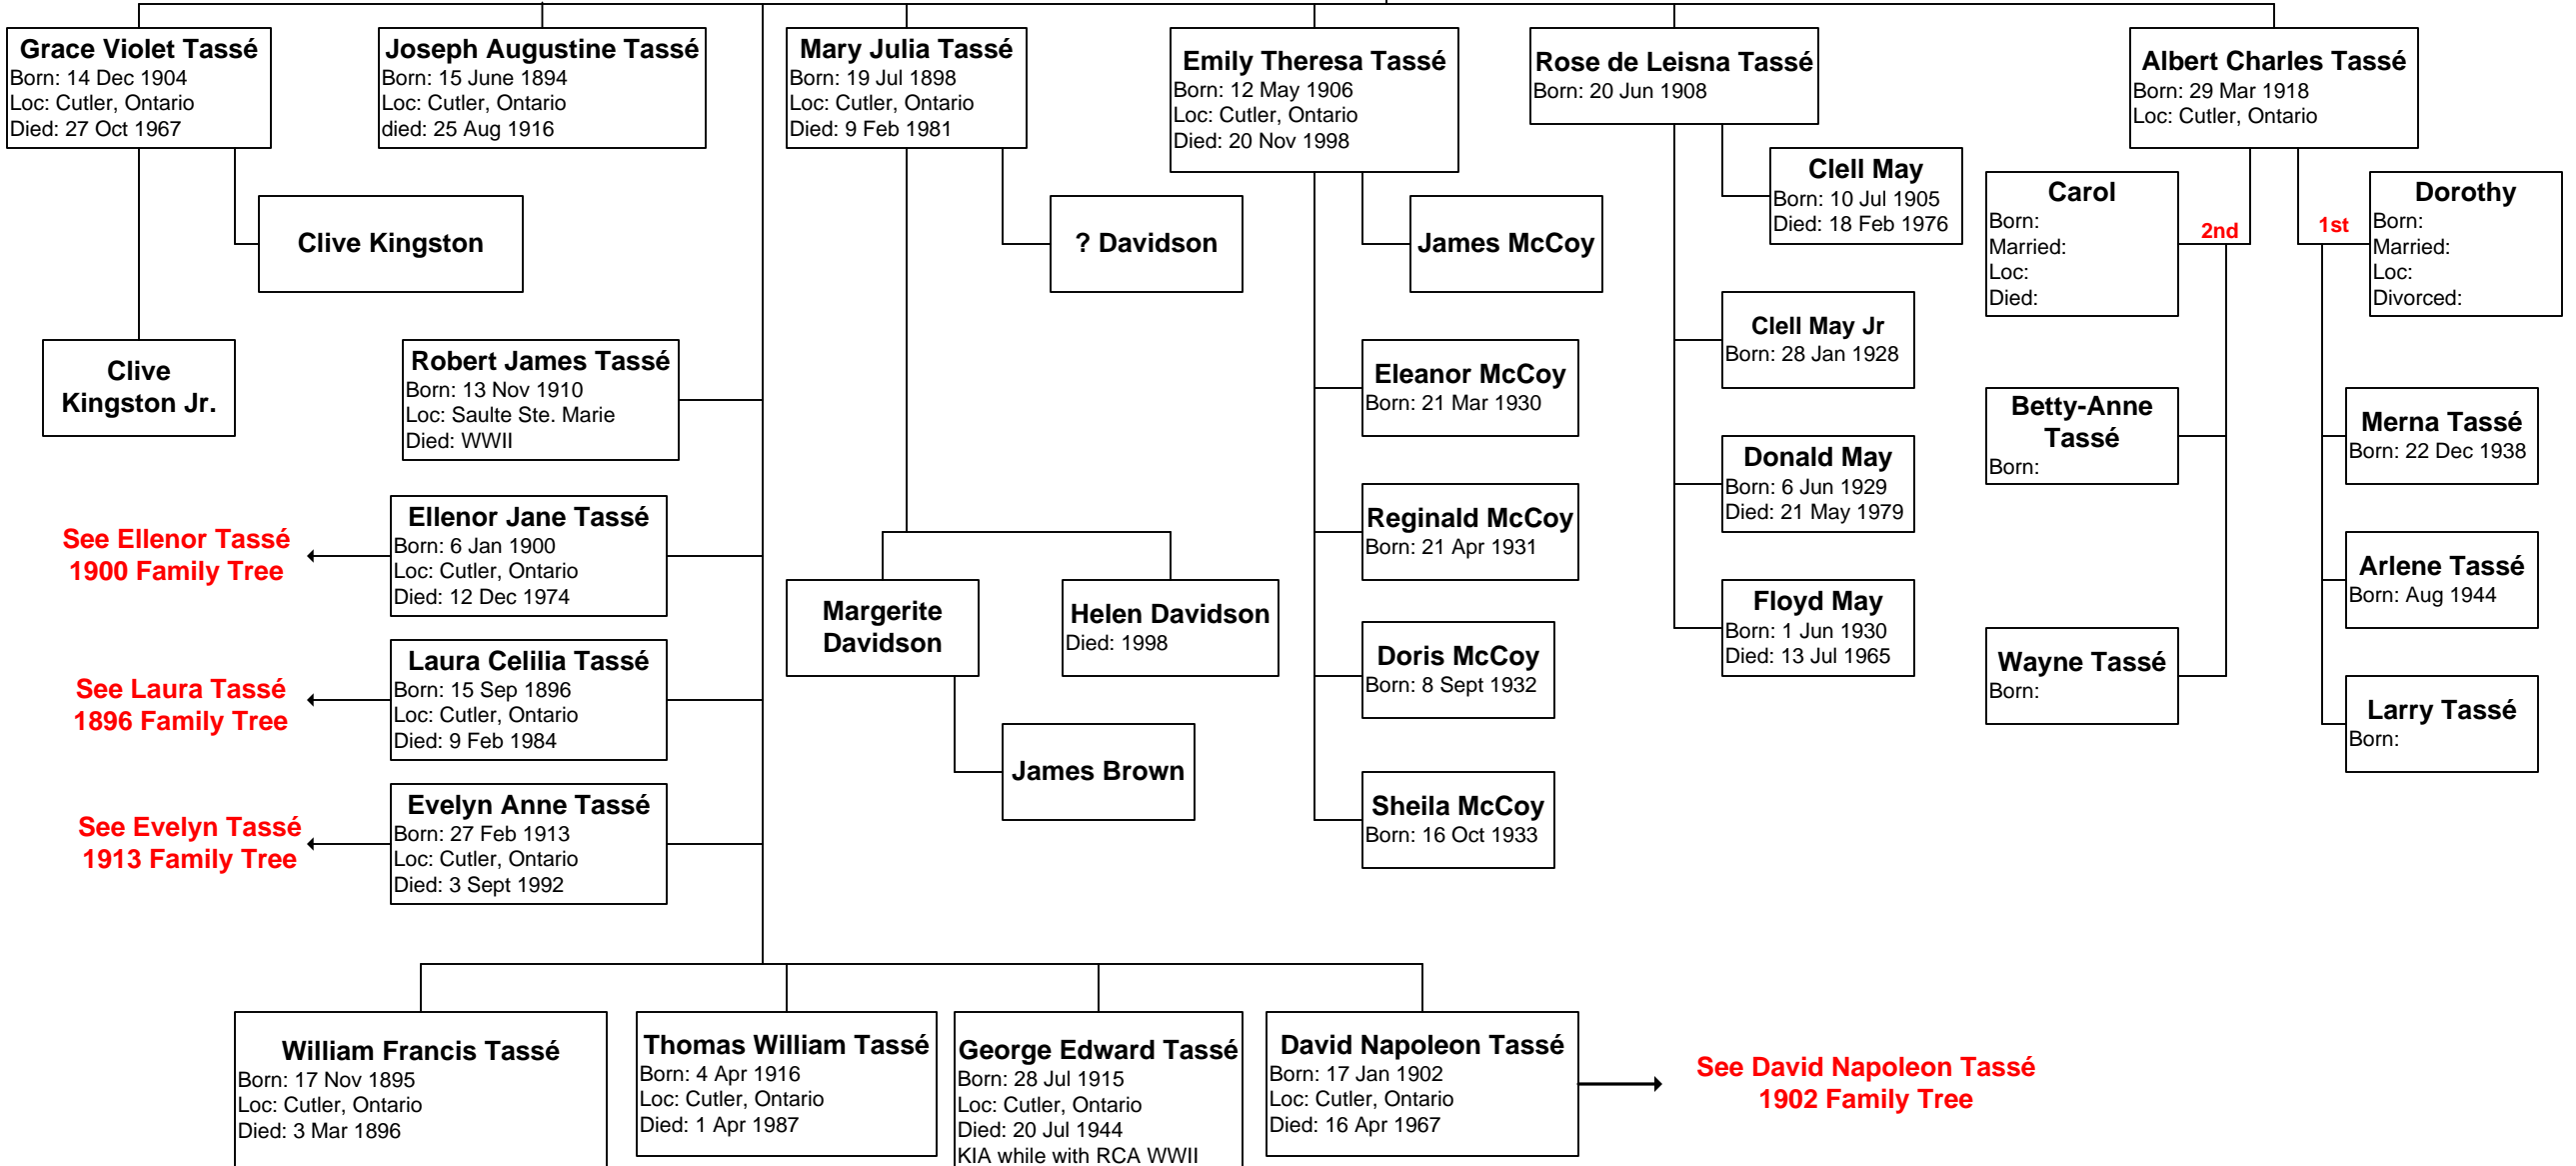 Grace Violet Tassé
Born: 14 Dec 1904
Loc: Cutler, Ontario
Died: 27 Oct 1967
Joseph Augustine Tassé
Born: 15 June 1894
Loc: Cutler, Ontario
died: 25 Aug 1916
Mary Julia Tassé
Born: 19 Jul 1898
Loc: Cutler, Ontario
Died: 9 Feb 1981
Emily Theresa Tassé
Born: 12 May 1906
Loc: Cutler, Ontario
Died: 20 Nov 1998
Rose de Leisna Tassé
Born: 20 Jun 1908
Albert Charles Tassé
Born: 29 Mar 1918
Loc: Cutler, Ontario
Clive Kingston
? Davidson
James McCoy
Clell May
Born: 10 Jul 1905
Died: 18 Feb 1976
Carol
Born:
Married:
Loc:
Died:
2nd
1st
Dorothy
Born:
Married:
Loc:
Divorced:
Clive
Kingston Jr.
Robert James Tassé
Born: 13 Nov 1910
Loc: Saulte Ste. Marie
Died: WWII
Eleanor McCoy
Born: 21 Mar 1930
Clell May Jr
Born: 28 Jan 1928
Betty-Anne
Tassé
Born:
Merna Tassé
Born: 22 Dec 1938
See Ellenor Tassé
1900 Family Tree
Ellenor Jane Tassé
Born: 6 Jan 1900
Loc: Cutler, Ontario
Died: 12 Dec 1974
Reginald McCoy
Born: 21 Apr 1931
Donald May
Born: 6 Jun 1929
Died: 21 May 1979
Arlene Tassé
Born: Aug 1944
Margerite
Davidson
Helen Davidson
Died: 1998
Floyd May
Born: 1 Jun 1930
Died: 13 Jul 1965
See Laura Tassé
1896 Family Tree
Laura Celilia Tassé
Born: 15 Sep 1896
Loc: Cutler, Ontario
Died: 9 Feb 1984
Doris McCoy
Born: 8 Sept 1932
Wayne Tassé
Born:
Larry Tassé
Born:
James Brown
See Evelyn Tassé
1913 Family Tree
Evelyn Anne Tassé
Born: 27 Feb 1913
Loc: Cutler, Ontario
Died: 3 Sept 1992
Sheila McCoy
Born: 16 Oct 1933
William Francis Tassé
Born: 17 Nov 1895
Loc: Cutler, Ontario
Died: 3 Mar 1896
Thomas William Tassé
Born: 4 Apr 1916
Loc: Cutler, Ontario
Died: 1 Apr 1987
George Edward Tassé
Born: 28 Jul 1915
Loc: Cutler, Ontario
Died: 20 Jul 1944
KIA while with RCA WWII
David Napoleon Tassé
Born: 17 Jan 1902
Loc: Cutler, Ontario
Died: 16 Apr 1967
See David Napoleon Tassé
1902 Family Tree